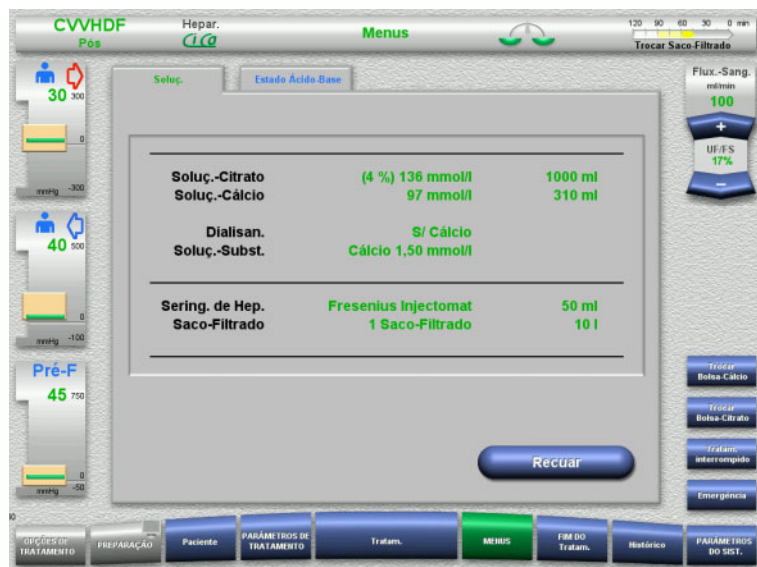 CVVHDF
Pós
Hepar.
Ci Ca
Menus
120 90 60 30 0 min
Trocar Saco-Filtrado
30 300
0
mmHg -300
40 500
0
mmHg -100
Pré-F
45 750
0
mmHg -50
Soluç.
Estado Ácido-Base
Soluç.-Citrato (4 %) 136 mmol/l 1000 ml
Soluç.-Cálcio 97 mmol/l 310 ml
Dialisan. S/ Cálcio
Soluç.-Subst. Cálcio 1,50 mmol/l
Sering. de Hep. Fresenius Injectomat 50 ml
Saco-Filtrado 1 Saco-Filtrado 10 l
Recuar
Flux.-Sang.
ml/min
100
+
UF/FS
17%
−
Trocar
Bolsa-Cálcio
Trocar
Bolsa-Citrato
Tratam.
interrompido
Emergência
OPÇÕES DE
TRATAMENTO
PREPARAÇÃO
Paciente
PARÂMETROS DE
TRATAMENTO
Tratam.
MENUS
FIM DO
Tratam.
Histórico
PARÂMETROS
DO SIST.